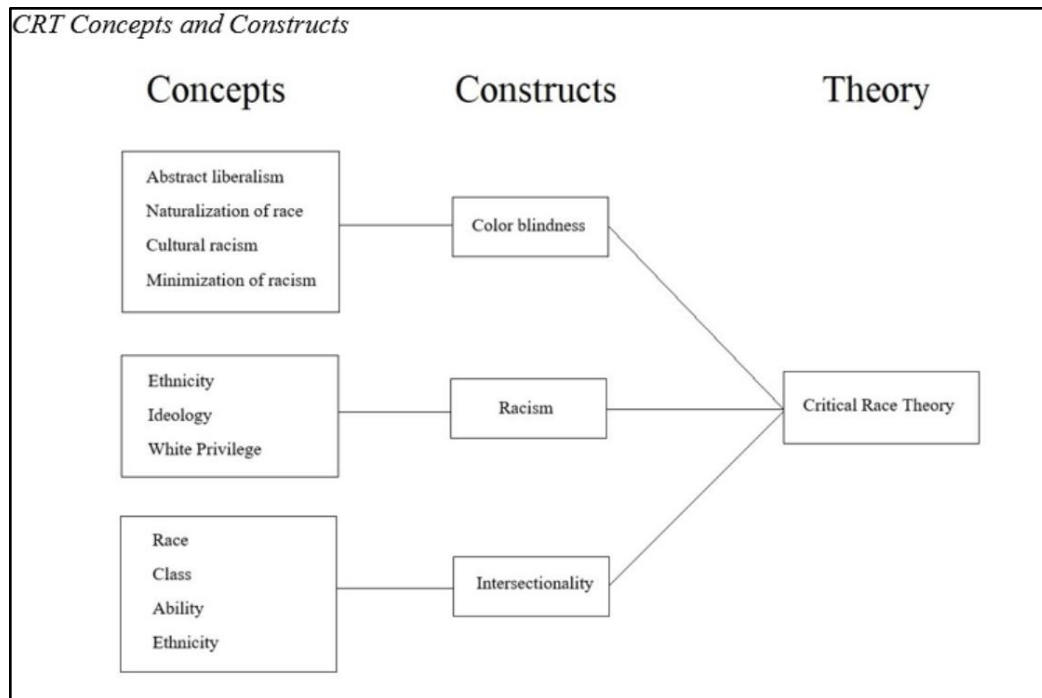 CRT Concepts and Constructs
Concepts
Constructs
Theory
Abstract liberalism
Naturalization of race
Cultural racism
Minimization of racism
Color blindness
Ethnicity
Ideology
White Privilege
Racism
Critical Race Theory
Race
Class
Ability
Ethnicity
Intersectionality